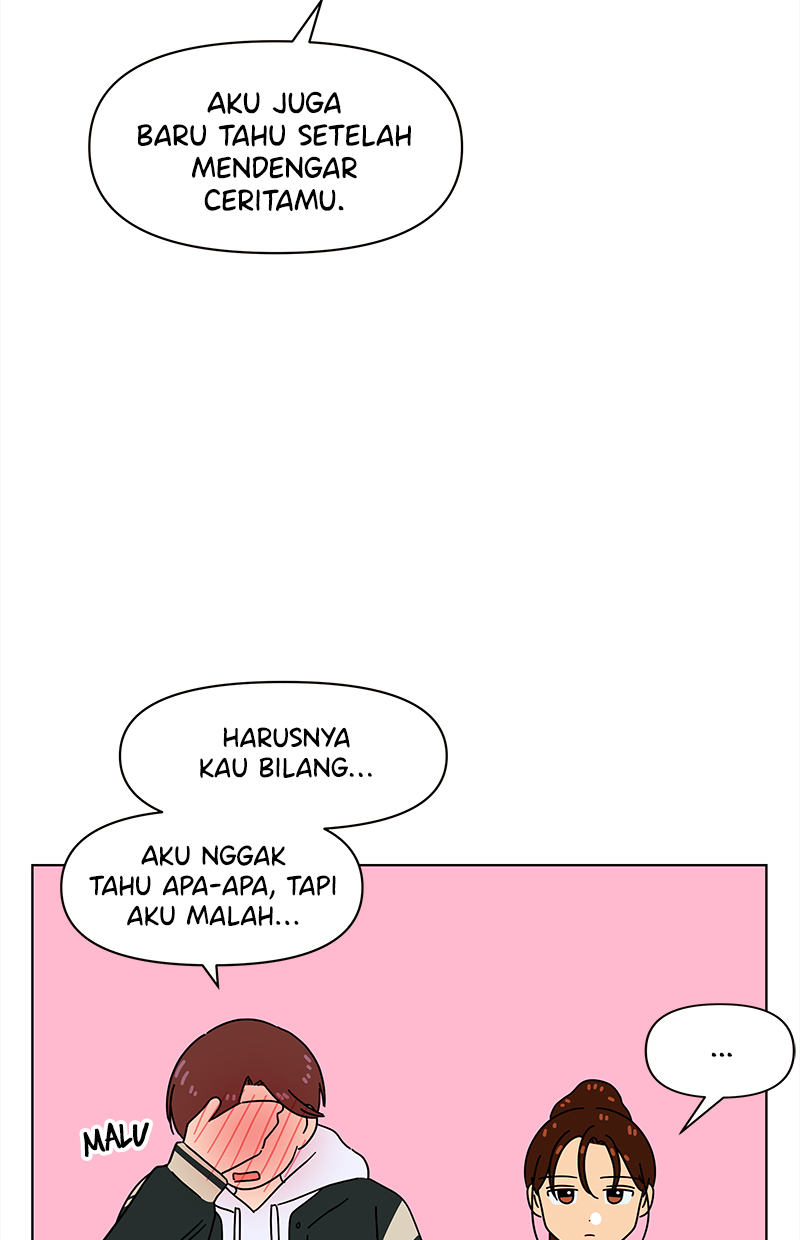 AKU JUGA
BARU TAHU SETELAH
MENDENGAR
CERITAMU.
HARUSNYA
KAU BILANG...
AKU NGGAK
TAHU APA-APA, TAPI
AKU MALAH...
...
MALU